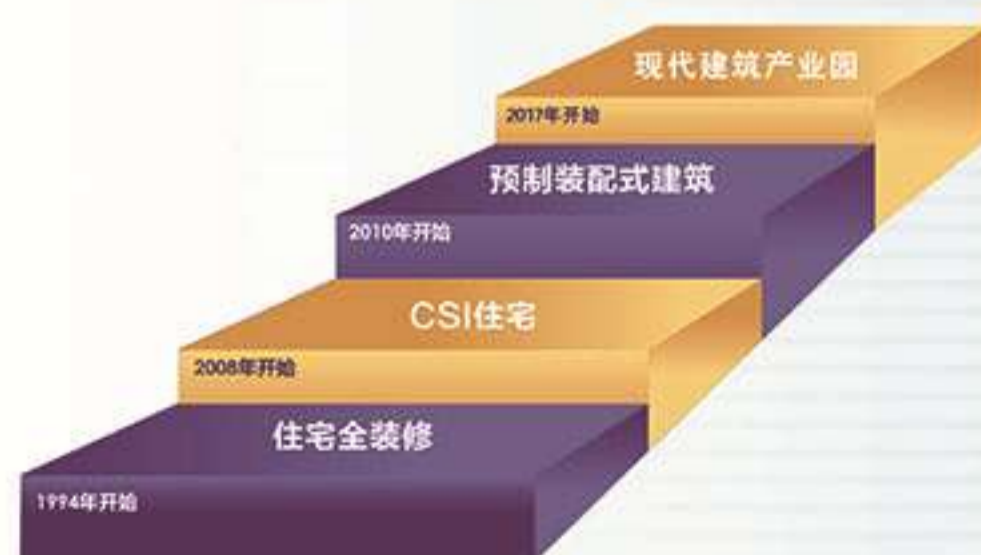 现代建筑产业园
2017年开始
预制装配式建筑
2010年开始
CSI住宅
2008年开始
住宅全装修
1994年开始